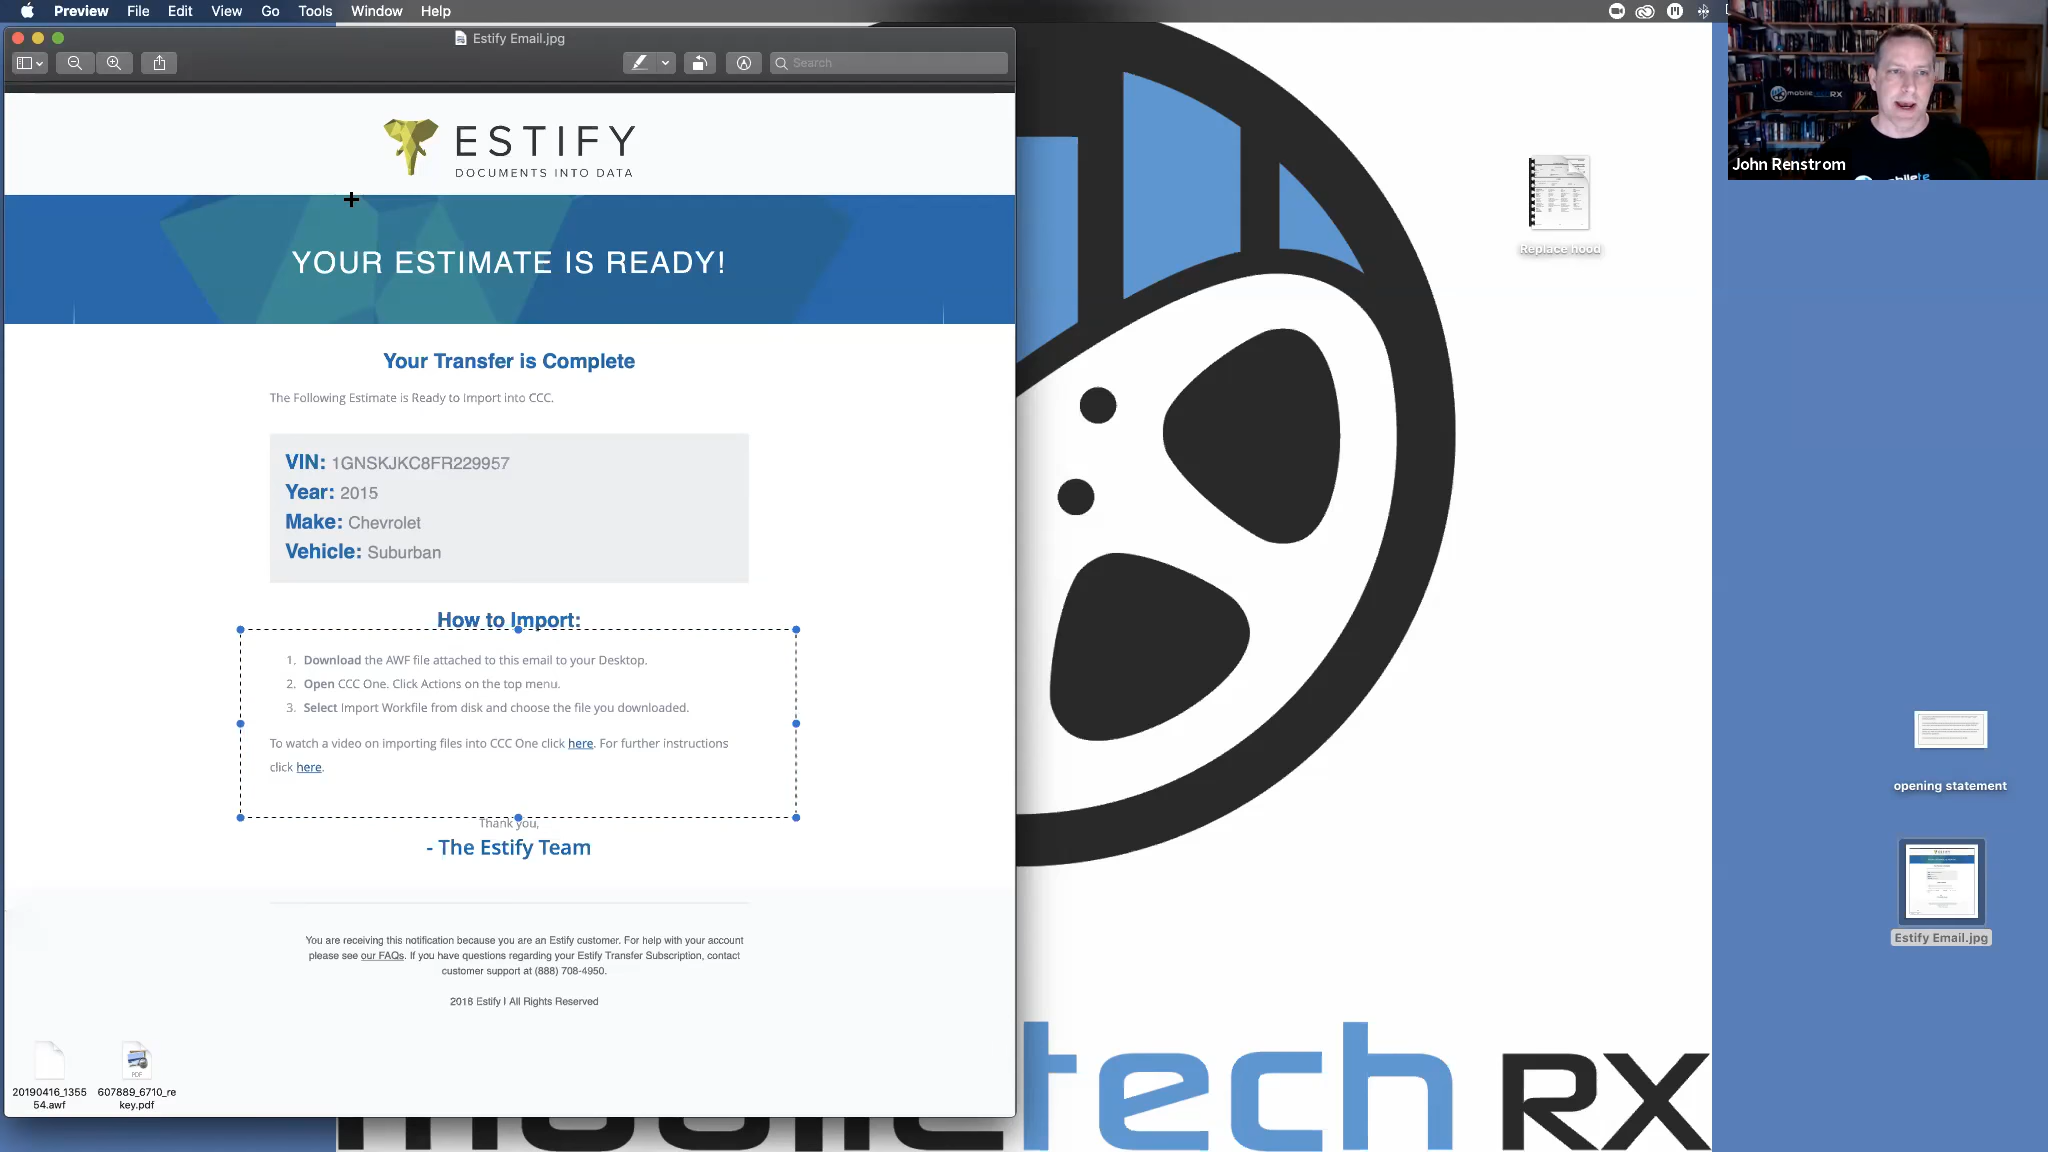 Preview File Edit View Go Tools Window Help
Estify Email.jpg
Search
ESTIFY
DOCUMENTS INTO DATA
YOUR ESTIMATE IS READY!
Your Transfer is Complete
The Following Estimate is Ready to Import into CCC.
VIN: 1GNSKJKC8FR229957
Year: 2015
Make: Chevrolet
Vehicle: Suburban
How to Import:
1. Download the AWF file attached to this email to your Desktop.
2. Open CCC One. Click Actions on the top menu.
3. Select Import Workfile from disk and choose the file you downloaded.
To watch a video on importing files into CCC One click here. For further instructions
click here.
Thank you,
- The Estify Team
You are receiving this notification because you are an Estify customer. For help with your account
please see our FAQs. If you have questions regarding your Estify Transfer Subscription, contact
customer support at (888) 708-4950.
2018 Estify | All Rights Reserved
20190416_1355
54.awf
PDF
607889_6710_re
key.pdf
mobiletech RX
Replace hood
opening statement
Estify Email.jpg
mobiletech RX
John Renstrom